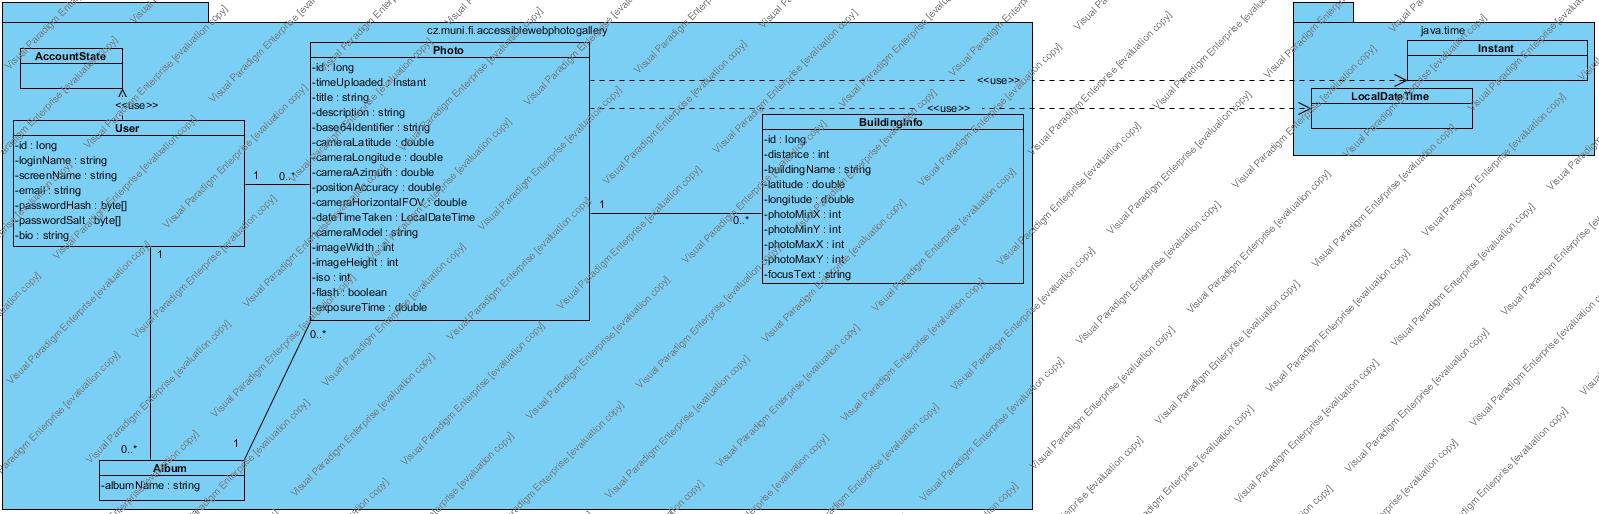 cz.muni.fi.accessiblewebphotogallery
AccountState
<<use>>
User
-id : long
-loginName : string
-screenName : string
-email : string
-passwordHash : byte[]
-passwordSalt : byte[]
-bio : string
1
0..*
1
0..*
Album
-albumName : string
1
0..*
Photo
-id : long
-timeUploaded : Instant
-title : string
-description : string
-base64Identifier : string
-cameraLatitude : double
-cameraLongitude : double
-cameraAzimuth : double
-positionAccuracy : double
-cameraHorizontalFOV : double
-dateTimeTaken : LocalDateTime
-cameraModel : string
-imageWidth : int
-imageHeight : int
-iso : int
-flash : boolean
-exposureTime : double
1
0..*
<<use>>
<<use>>
BuildingInfo
-id : long
-distance : int
-buildingName : string
-latitude : double
-longitude : double
-photoMinX : int
-photoMinY : int
-photoMaxX : int
-photoMaxY : int
-focusText : string
java.time
Instant
LocalDateTime
Visual Paradigm Enterprise [evaluation copy]